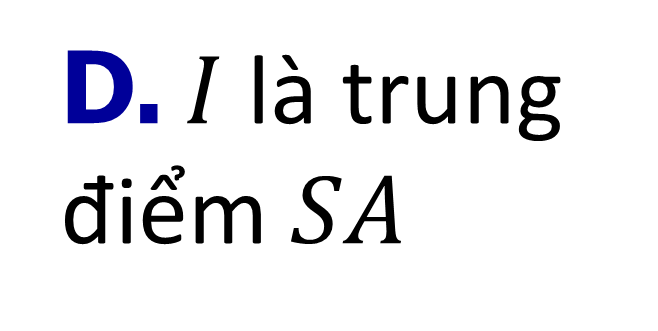 D. I là trung
điểm SA